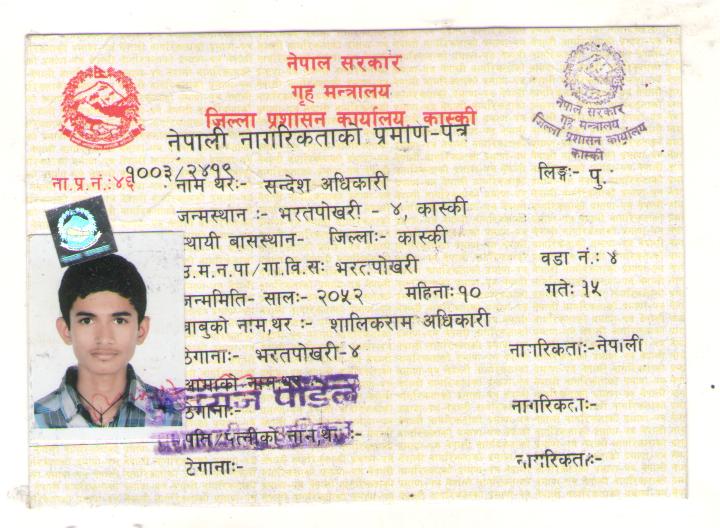 नेपाल सरकार
गृह मन्त्रालय
जिल्ला प्रशासन कार्यालय, कास्की
नेपाली नागरिकताको प्रमाण-पत्र
नेपाल सरकार
गृह मन्त्रालय
जिल्ला प्रशासन कार्यालय
कास्की
ना.प्र.नं.:४६ १००३/२४१९
नाम थरः- सन्देश अधिकारी लिङ्गः- पु.
जन्मस्थान :- भरतपोखरी - ४, कास्की
स्थायी बासस्थान- जिल्लाः- कास्की
उ.म.न.पा/गा.वि.सः भरतपोखरी वडा नं.: ४
जन्ममिति- सालः- २०५२ महिनाः १० गतेः १५
बाबुको नाम,थर :- शालिकराम अधिकारी
ठेगानाः- भरतपोखरी-४ नागरिकताः-नेपाली
आमाको नाम,थर
ठेगानाः- नागरिकताः-
पति/पत्नीको नाम,थर :-
ठेगानाः- नागरिकताः-